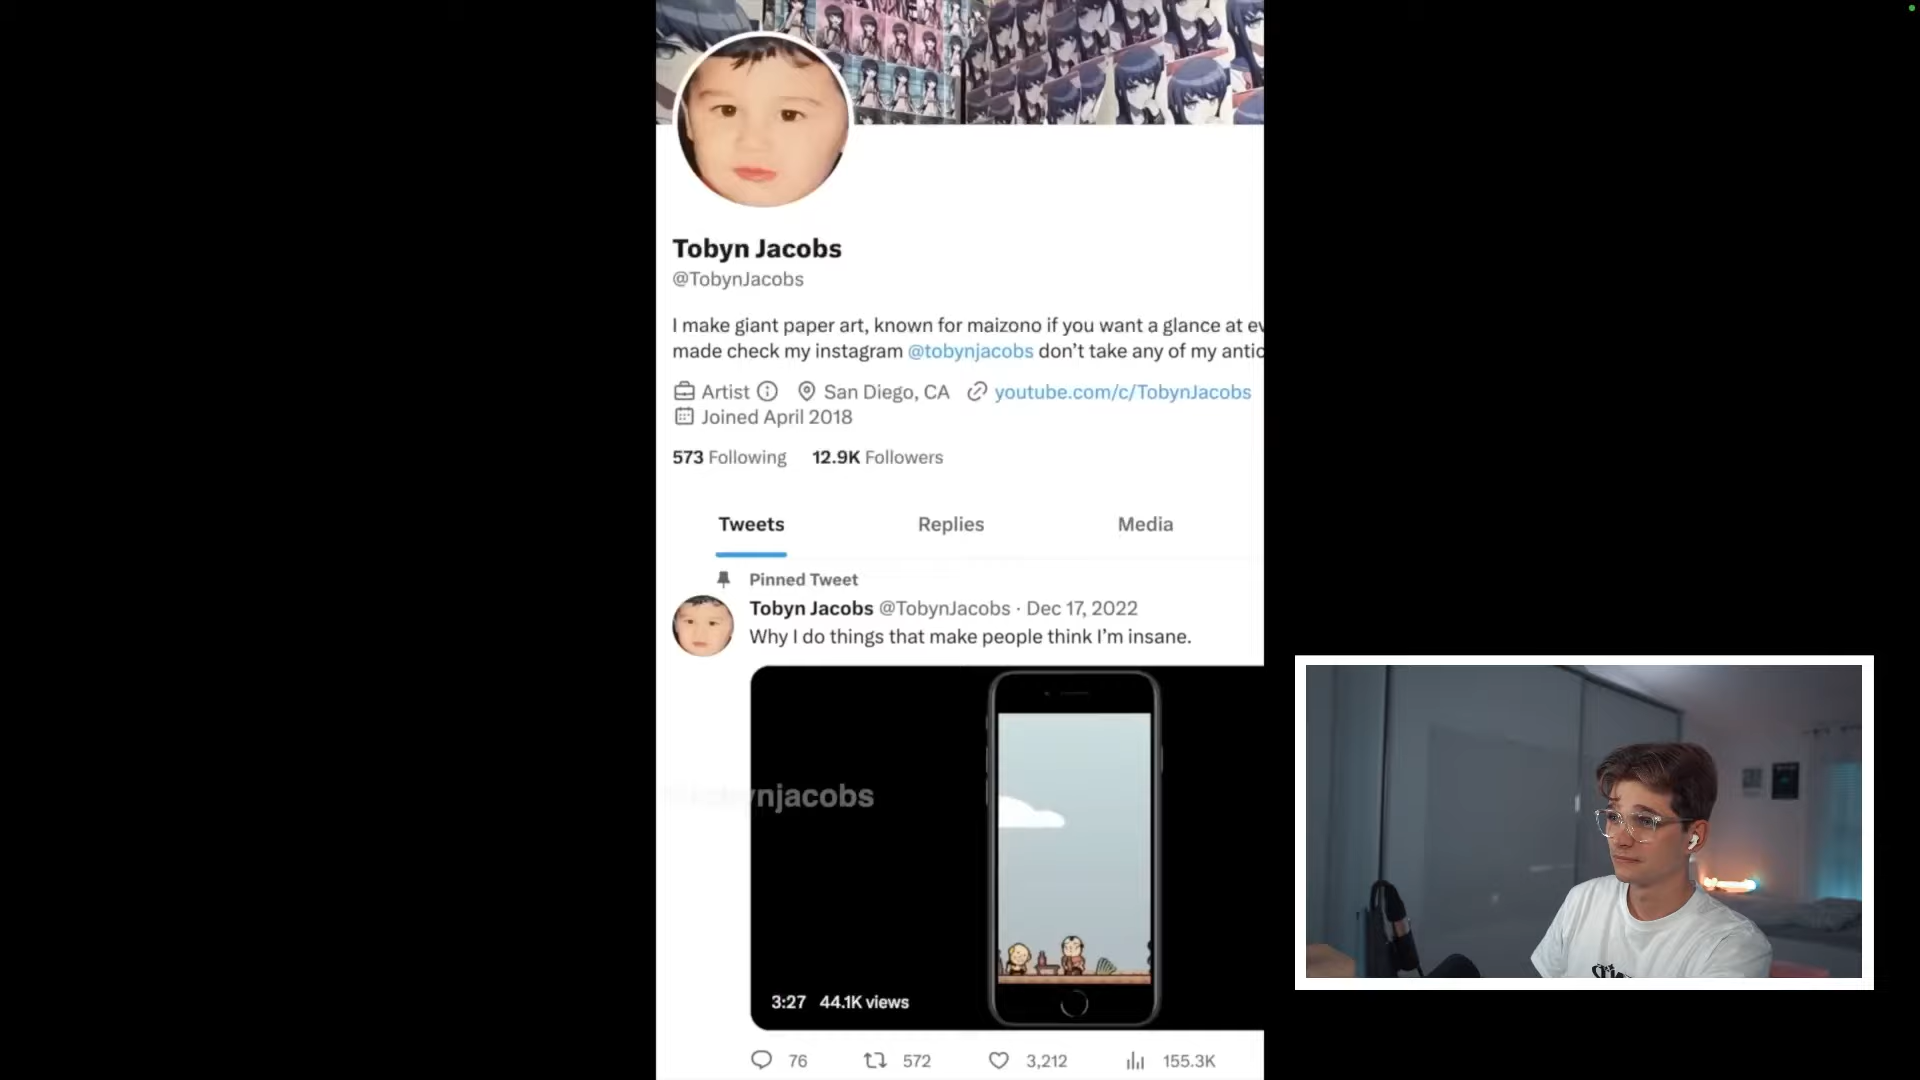 Tobyn Jacobs
@TobynJacobs
I make giant paper art, known for maizono if you want a glance at
made check my instagram @tobynjacobs don't take any of my
Artist San Diego, CA youtube.com/c/TobynJacobs
Joined April 2018
573 Following 12.9K Followers
Tweets Replies Media
Pinned Tweet
Tobyn Jacobs @TobynJacobs · Dec 17, 2022
Why I do things that make people think I'm insane.
njacobs
3:27 44.1K views
76 572 3,212 155.3K